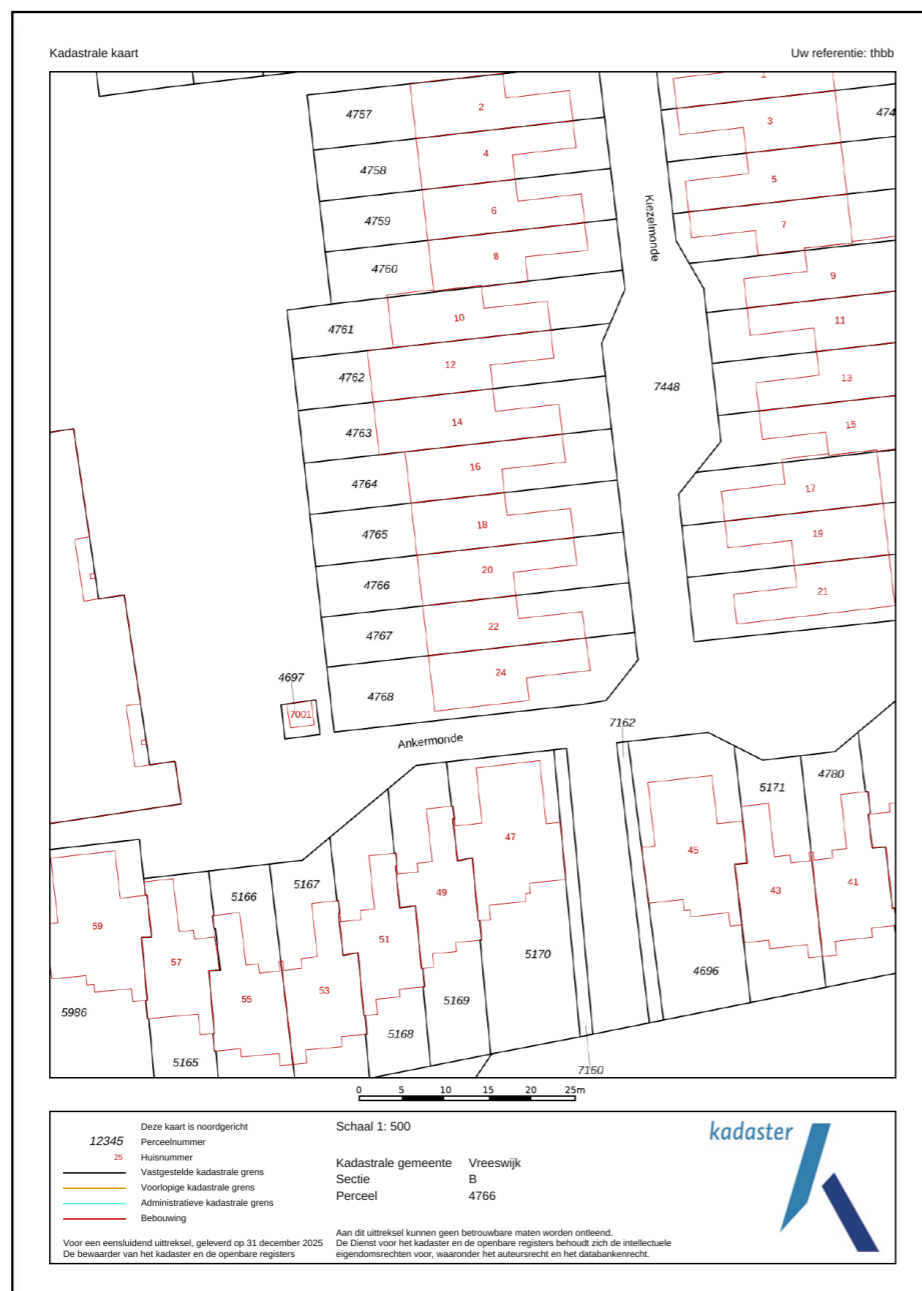 Kadastrale kaart
Uw referentie: thbb
1
2
4757
3
474
4
4758
5
6
4759
Kiezelmonde
7
8
4760
9
10
4761
11
12
4762
13
7448
14
4763
15
16
4764
17
18
4765
19
20
4766
21
22
4767
24
4697
4768
7001
7162
Ankermonde
5171
4780
47
45
5167
5166
49
43
41
59
51
57
5170
4696
53
55
5169
5986
5168
5165
7160
0 5 10 15 20 25m
Deze kaart is noordgericht
12345 Perceelnummer
25 Huisnummer
Vastgestelde kadastrale grens
Voorlopige kadastrale grens
Administratieve kadastrale grens
Bebouwing
Voor een eensluidend uittreksel, geleverd op 31 december 2025
De bewaarder van het kadaster en de openbare registers
Schaal 1: 500
Kadastrale gemeente Vreeswijk
Sectie B
Perceel 4766
Aan dit uittreksel kunnen geen betrouwbare maten worden ontleend.
De Dienst voor het kadaster en de openbare registers behoudt zich de intellectuele
eigendomsrechten voor, waaronder het auteursrecht en het databankenrecht.
kadaster